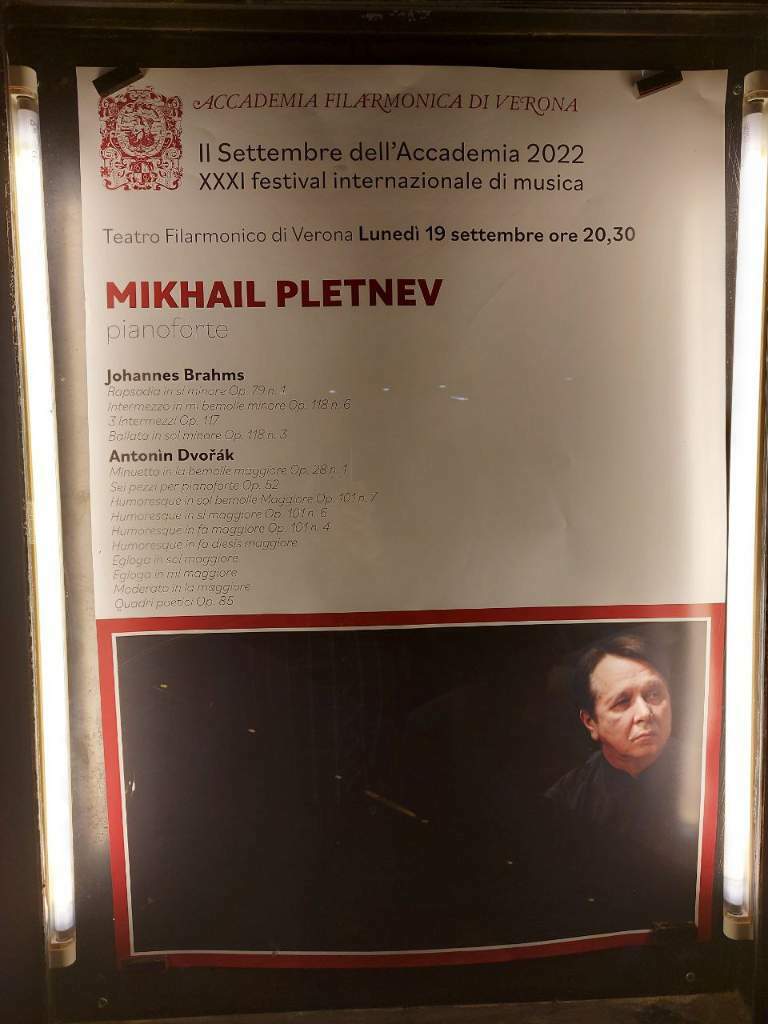 ACCADEMIA FILARMONICA DI VERONA
Il Settembre dell'Accademia 2022
XXXI festival internazionale di musica
Teatro Filarmonico di Verona Lunedì 19 settembre ore 20,30
MIKHAIL PLETNEV
pianoforte
Johannes Brahms
Rapsodia in si minore Op. 79 n. 1
Intermezzo in mi bemolle minore Op. 118 n. 6
3 Intermezzi Op. 117
Ballata in sol minore Op. 118 n. 3
Antonìn Dvořák
Minuetto in la bemolle maggiore Op. 28 n. 1
Sei pezzi per pianoforte Op. 52
Humoresque in sol bemolle Maggiore Op. 101 n. 7
Humoresque in si maggiore Op. 101 n. 6
Humoresque in fa maggiore Op. 101 n. 4
Humoresque in fa diesis maggiore
Egloga in sol maggiore
Egloga in mi maggiore
Moderato in la maggiore
Quadri poetici Op. 85